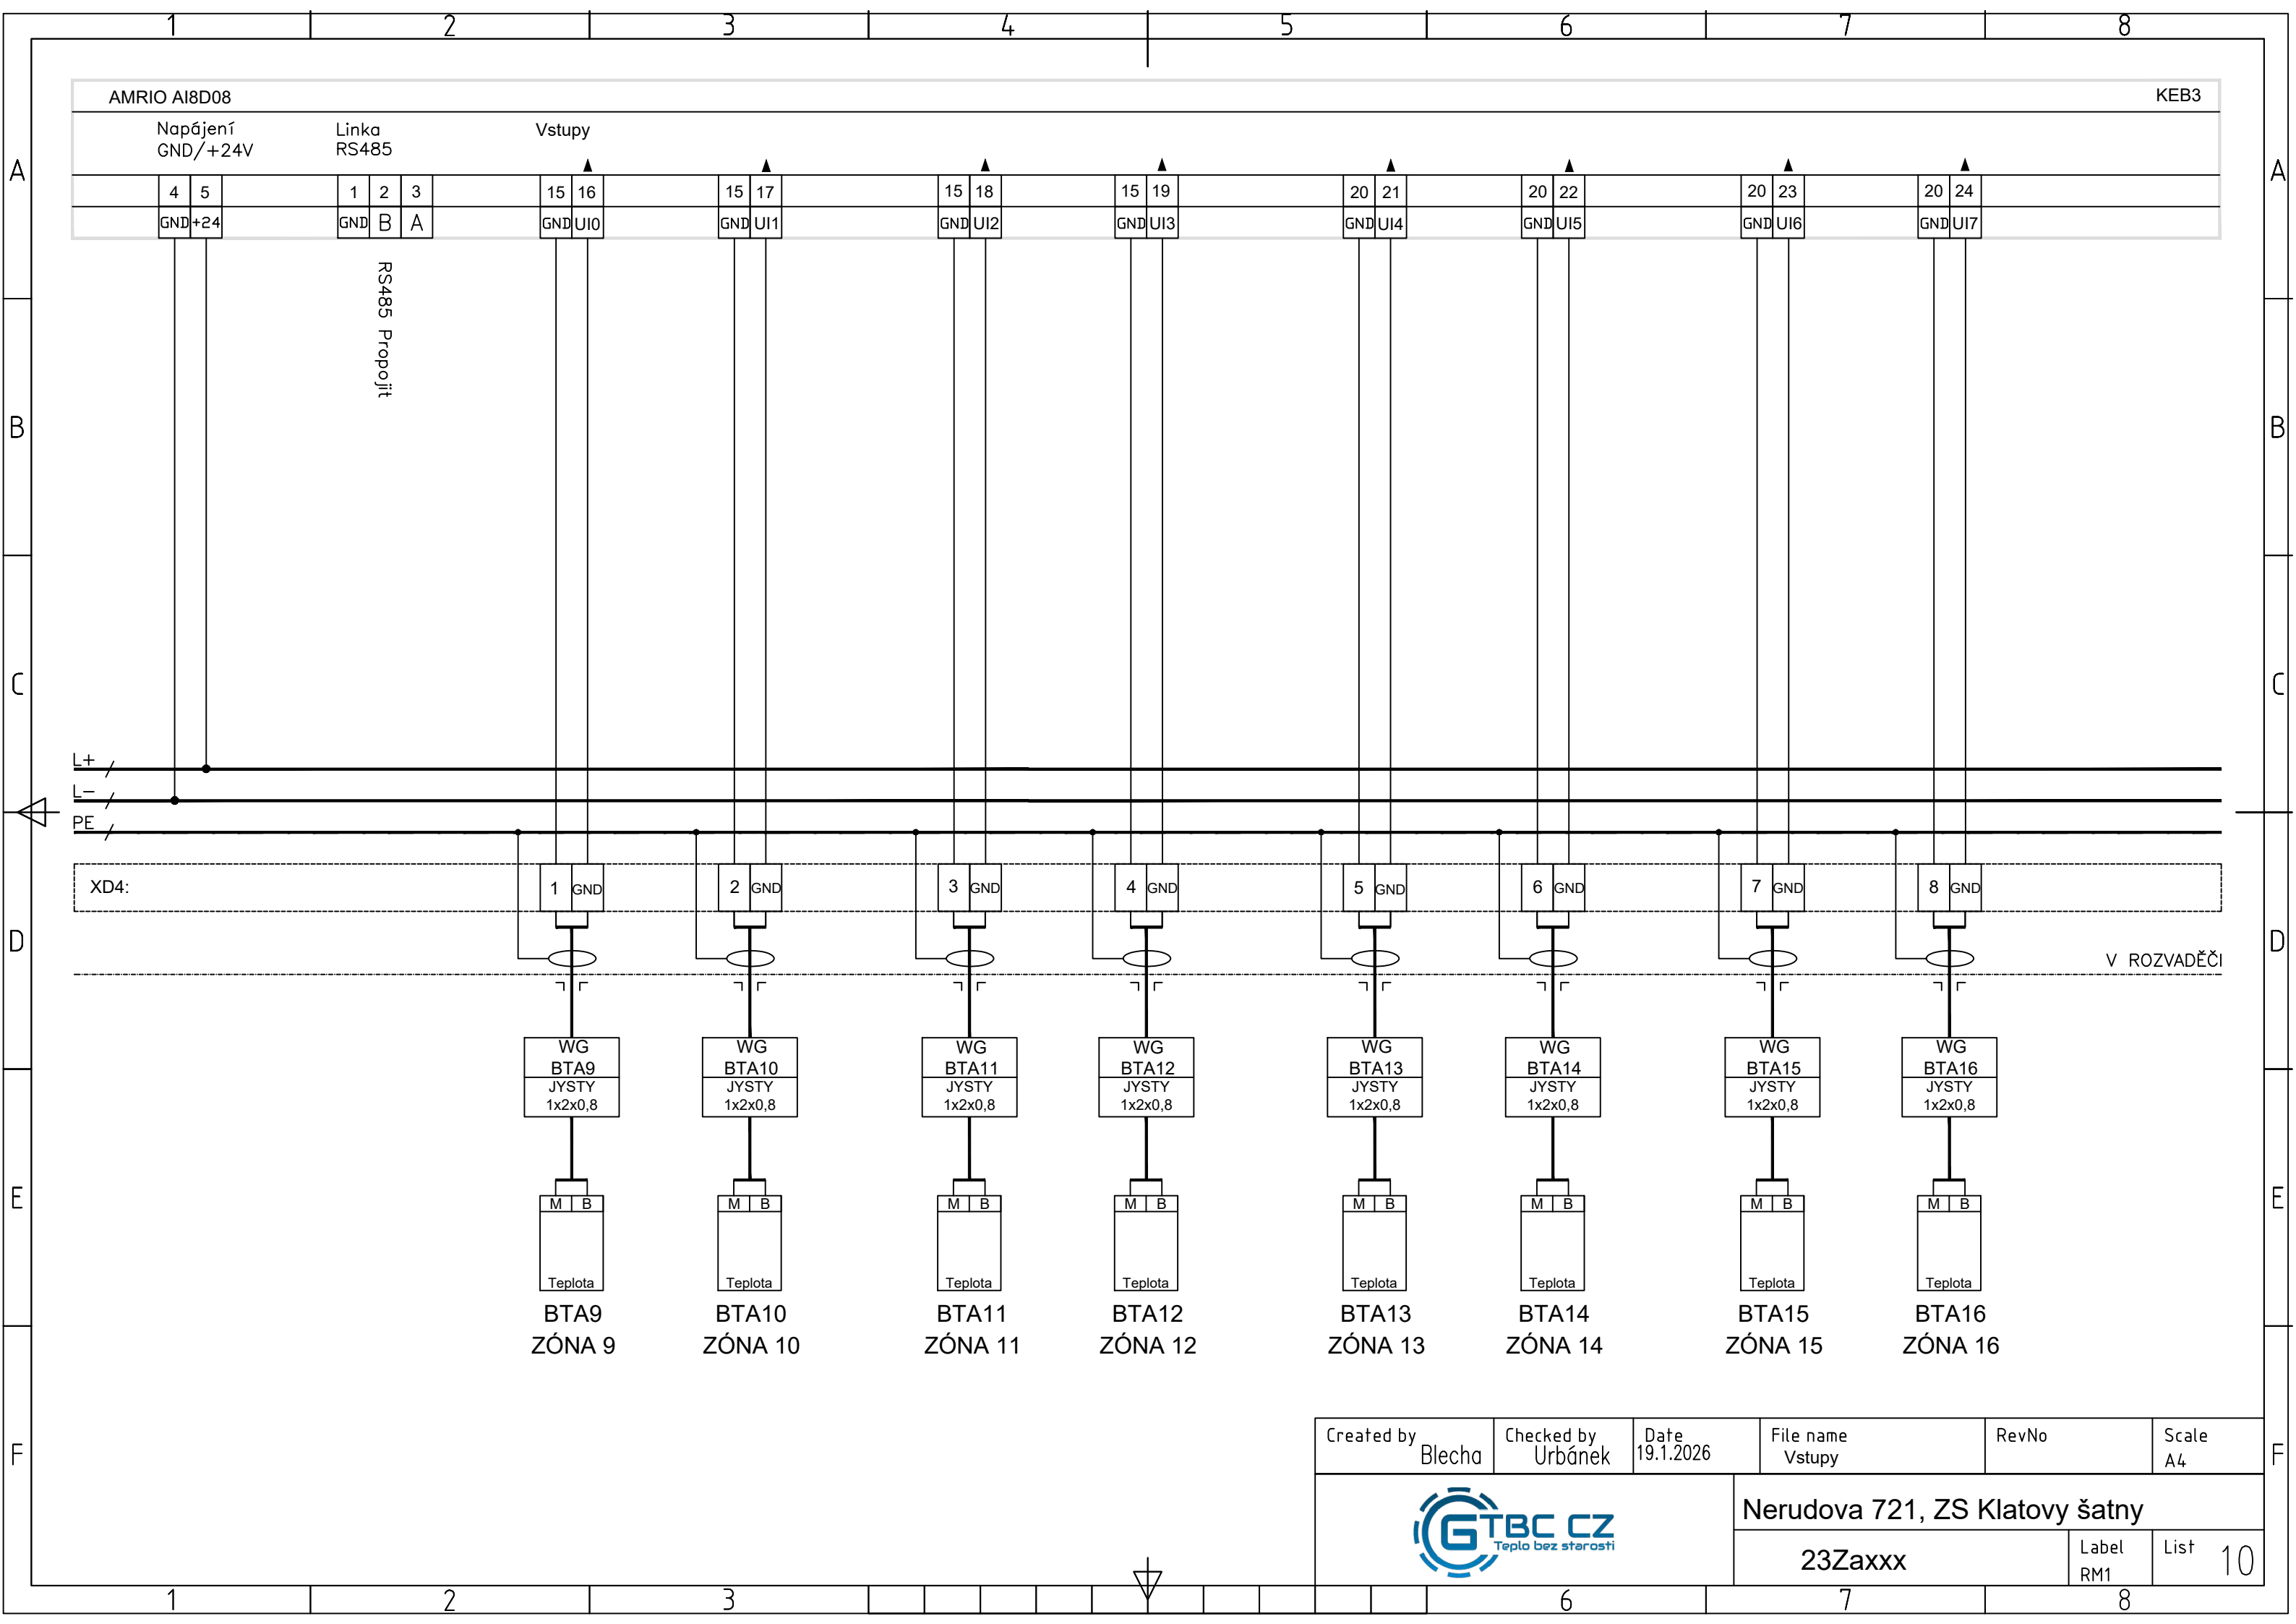 1 2 3 4 5 6 7 8
AMRIO AI8D08 KEB3
Napájení Linka Vstupy
GND/+24V RS485
A A
4 5 1 2 3 15 16 15 17 15 18 15 19 20 21 20 22 20 23 20 24
GND +24 GND B A GND UI0 GND UI1 GND UI2 GND UI3 GND UI4 GND UI5 GND UI6 GND UI7
RS485 Propojit
B B
C C
L+
L-
PE
XD4: 1 GND 2 GND 3 GND 4 GND 5 GND 6 GND 7 GND 8 GND
D D
V ROZVADĚČI
WG WG WG WG WG WG WG WG
BTA9 BTA10 BTA11 BTA12 BTA13 BTA14 BTA15 BTA16
JYSTY JYSTY JYSTY JYSTY JYSTY JYSTY JYSTY JYSTY
1x2x0,8 1x2x0,8 1x2x0,8 1x2x0,8 1x2x0,8 1x2x0,8 1x2x0,8 1x2x0,8
E E
M B M B M B M B M B M B M B M B
Teplota Teplota Teplota Teplota Teplota Teplota Teplota Teplota
BTA9 BTA10 BTA11 BTA12 BTA13 BTA14 BTA15 BTA16
ZÓNA 9 ZÓNA 10 ZÓNA 11 ZÓNA 12 ZÓNA 13 ZÓNA 14 ZÓNA 15 ZÓNA 16
F F
Created by Checked by Date File name RevNo Scale
Blecha Urbánek 19.1.2026 Vstupy A4
GTBC CZ
Teplo bez starosti
Nerudova 721, ZS Klatovy šatny
23Zaxxx Label List 10
RM1
1 2 3 6 7 8